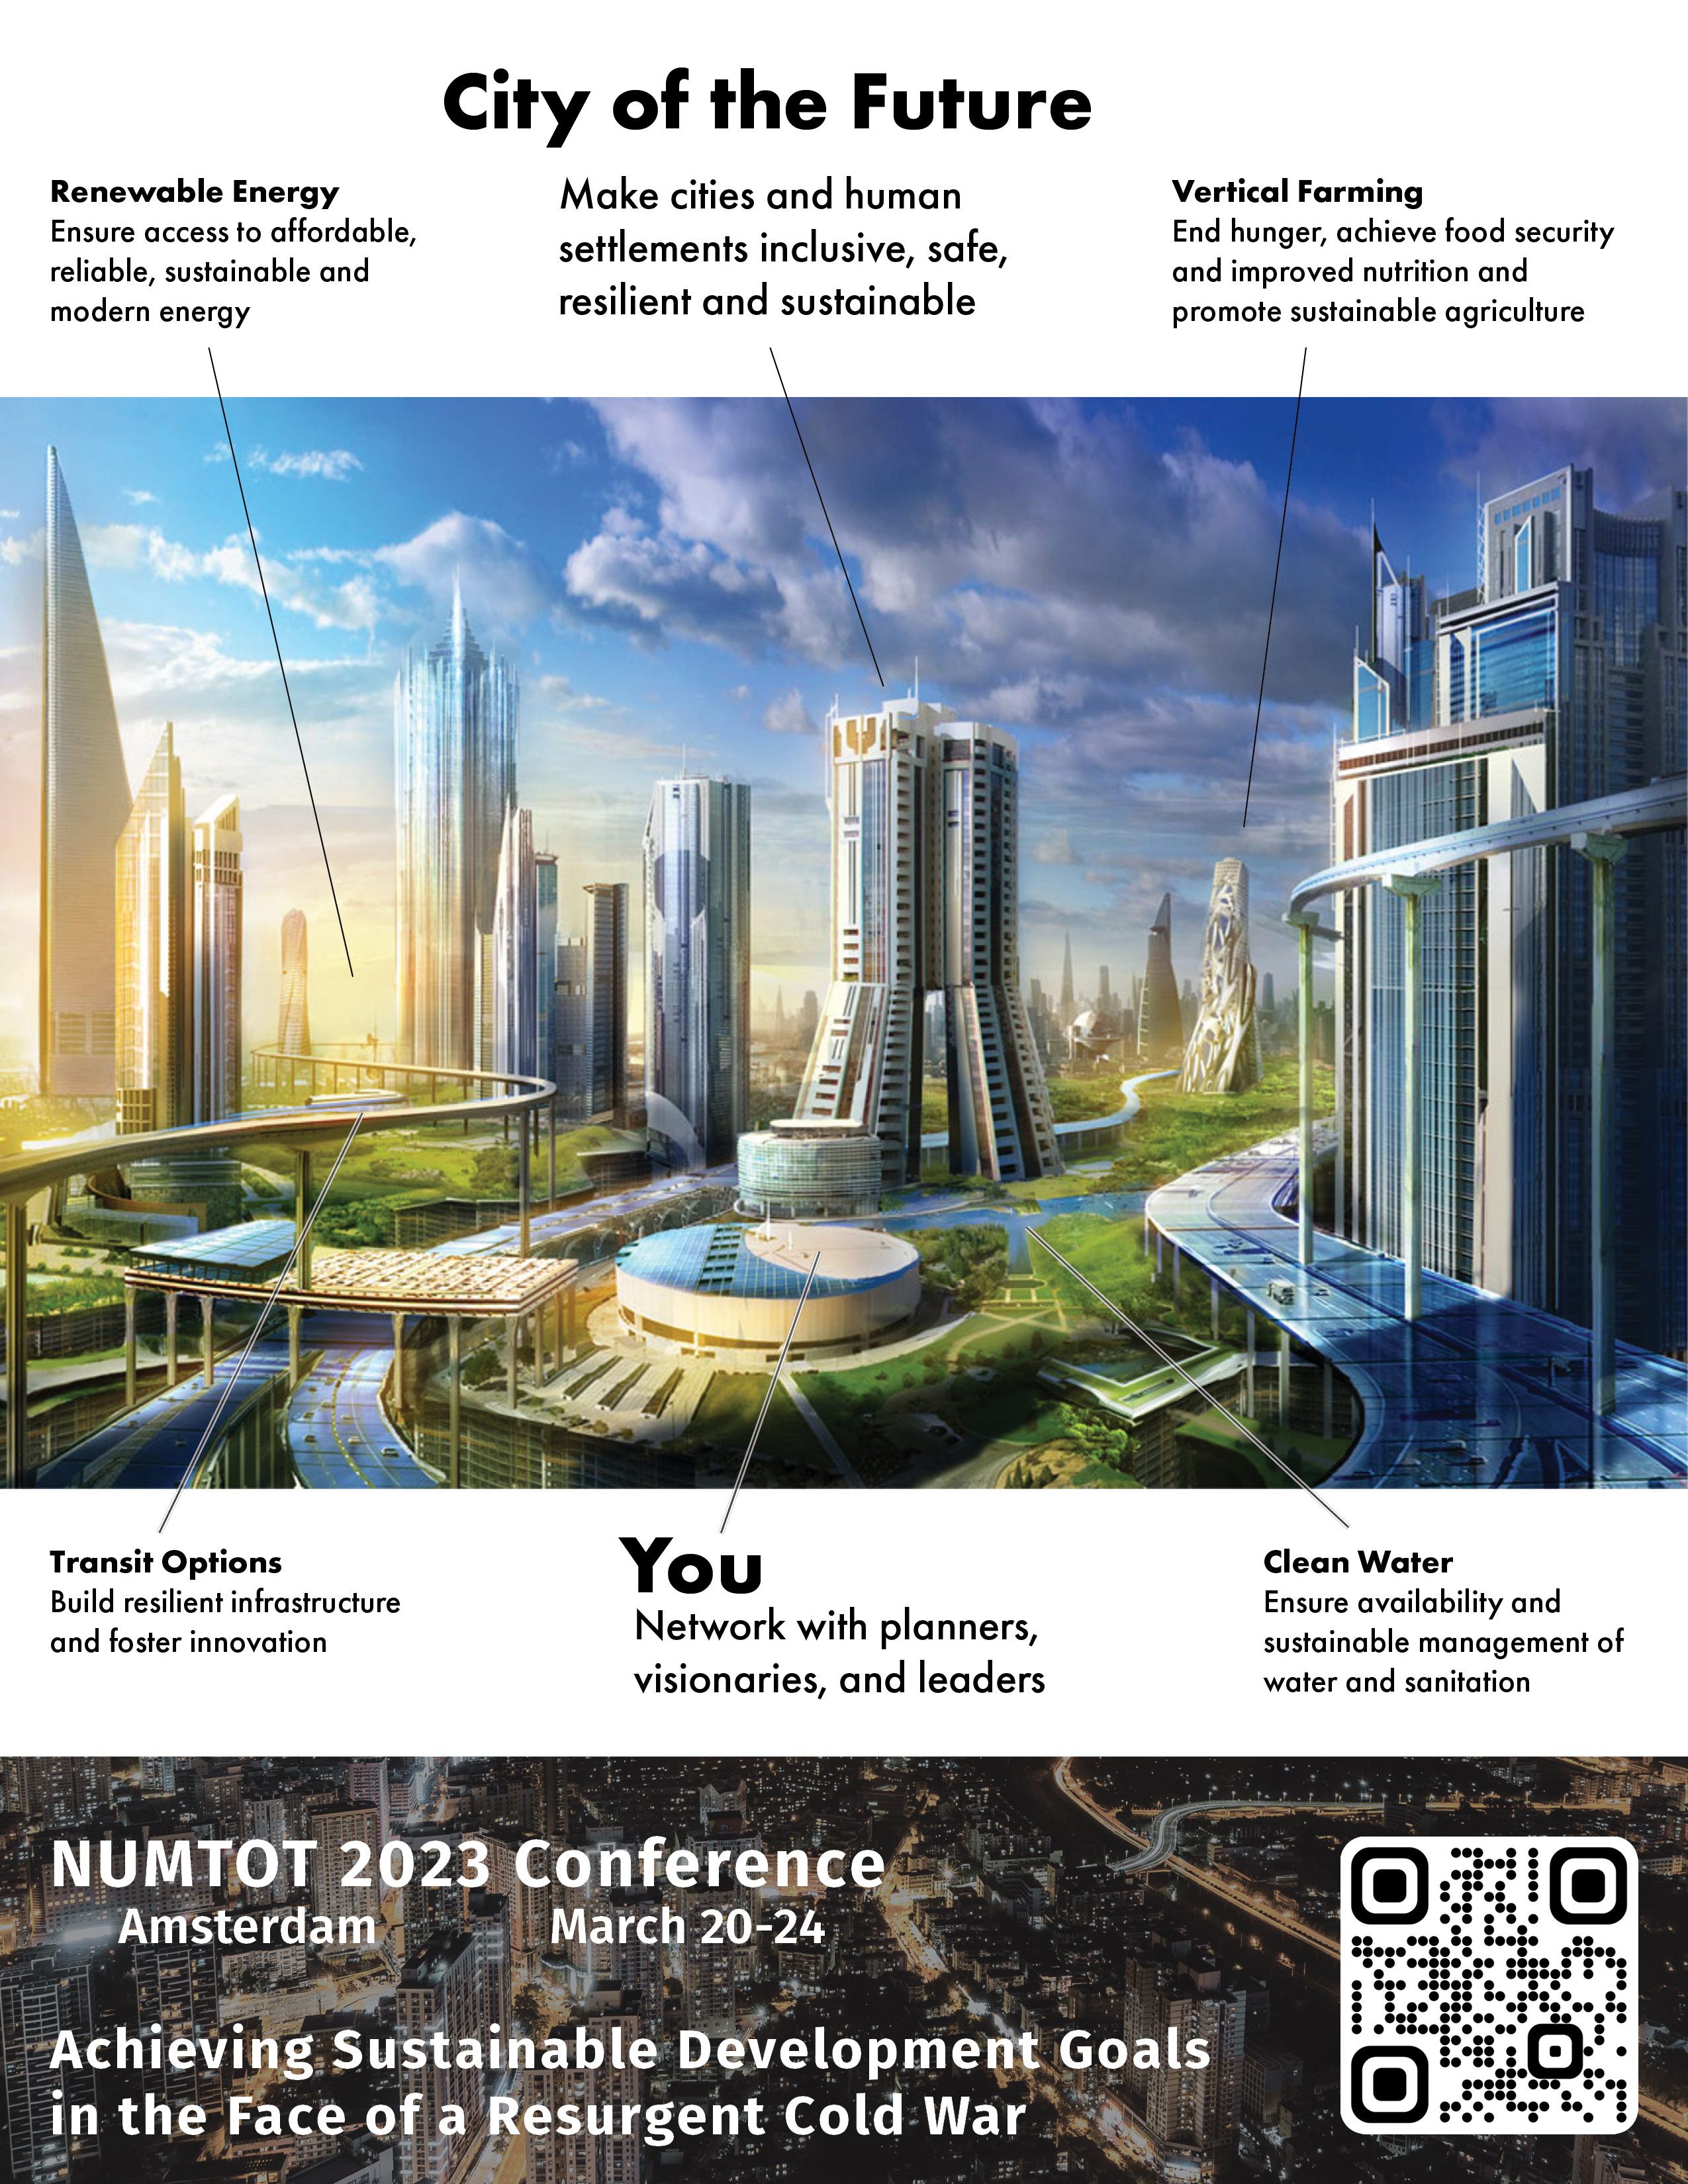 City of the Future
Renewable Energy
Ensure access to affordable,
reliable, sustainable and
modern energy
Make cities and human
settlements inclusive, safe,
resilient and sustainable
Vertical Farming
End hunger, achieve food security
and improved nutrition and
promote sustainable agriculture
Transit Options
Build resilient infrastructure
and foster innovation
You
Network with planners,
visionaries, and leaders
Clean Water
Ensure availability and
sustainable management of
water and sanitation
NUMTOT 2023 Conference
Amsterdam March 20-24
Achieving Sustainable Development Goals
in the Face of a Resurgent Cold War